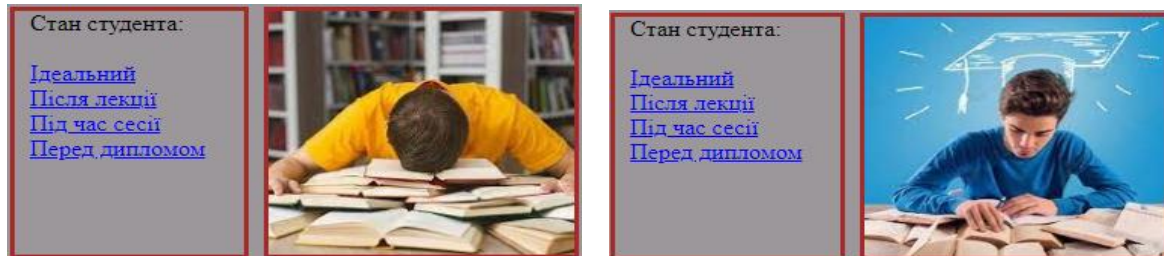 Стан студента:
Ідеальний
Після лекції
Під час сесії
Перед дипломом
Стан студента:
Ідеальний
Після лекції
Під час сесії
Перед дипломом